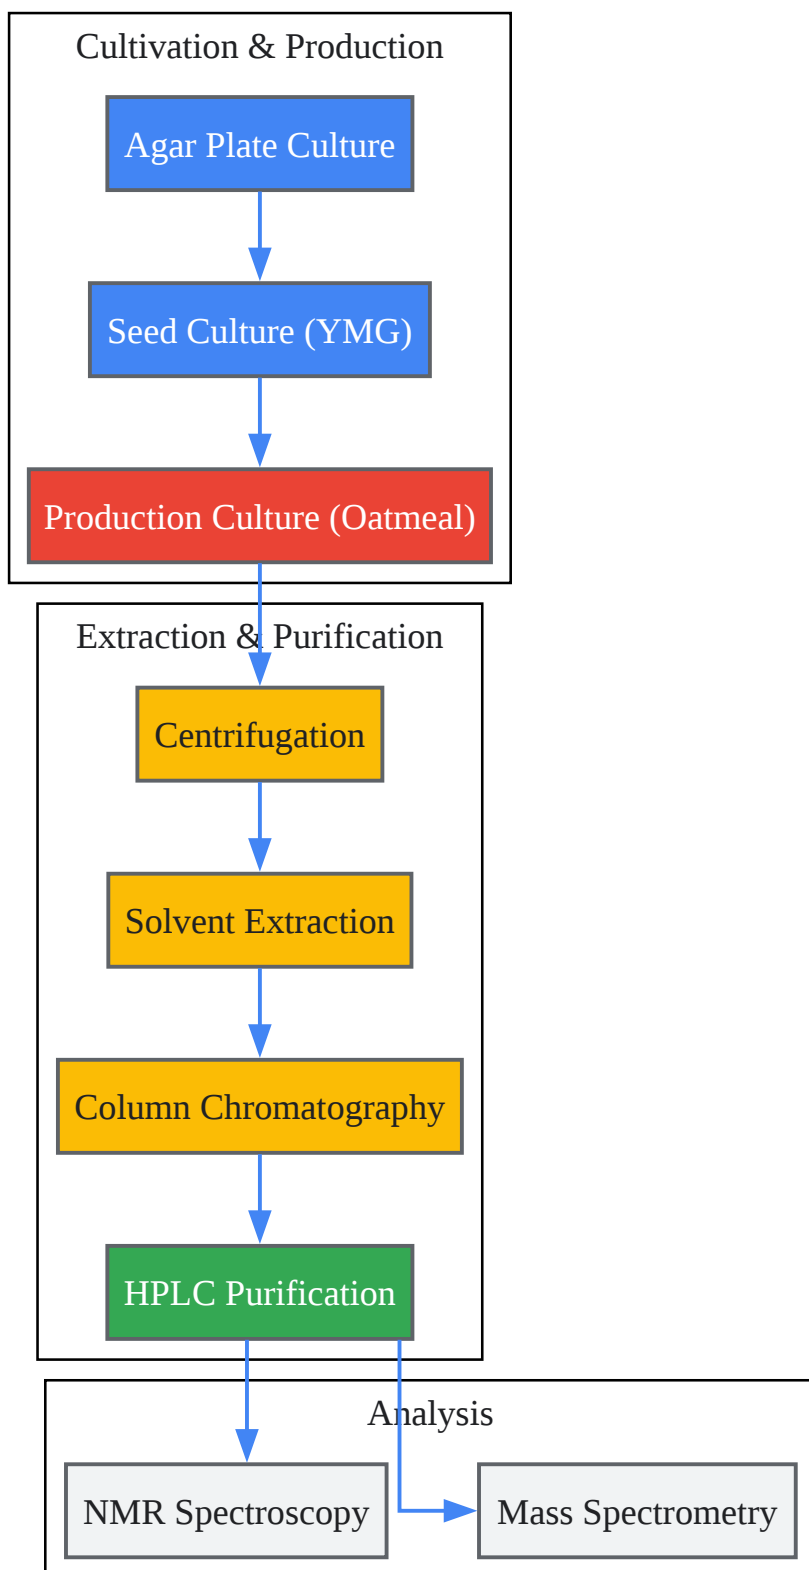 Cultivation & Production
Agar Plate Culture
Seed Culture (YMG)
Production Culture (Oatmeal)
Extraction & Purification
Centrifugation
Solvent Extraction
Column Chromatography
HPLC Purification
Analysis
NMR Spectroscopy
Mass Spectrometry